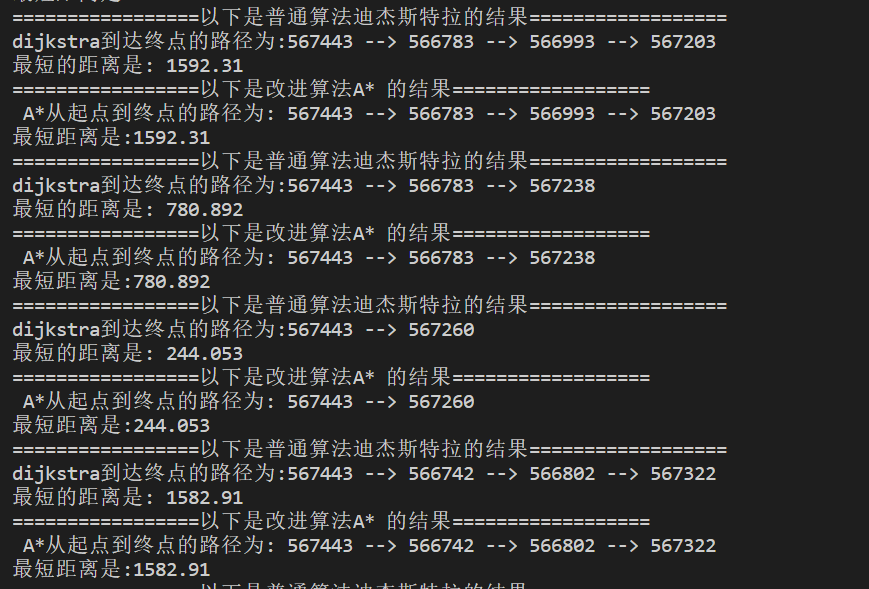 =================以下是普通算法迪杰斯特拉的结果==================
dijkstra到达终点的路径为:567443 --> 566783 --> 566993 --> 567203
最短的距离是: 1592.31
=================以下是改进算法A* 的结果==================
A*从起点到终点的路径为: 567443 --> 566783 --> 566993 --> 567203
最短距离是:1592.31
=================以下是普通算法迪杰斯特拉的结果==================
dijkstra到达终点的路径为:567443 --> 566783 --> 567238
最短的距离是: 780.892
=================以下是改进算法A* 的结果==================
A*从起点到终点的路径为: 567443 --> 566783 --> 567238
最短距离是:780.892
=================以下是普通算法迪杰斯特拉的结果==================
dijkstra到达终点的路径为:567443 --> 567260
最短的距离是: 244.053
=================以下是改进算法A* 的结果==================
A*从起点到终点的路径为: 567443 --> 567260
最短距离是:244.053
=================以下是普通算法迪杰斯特拉的结果==================
dijkstra到达终点的路径为:567443 --> 566742 --> 566802 --> 567322
最短的距离是: 1582.91
=================以下是改进算法A* 的结果==================
A*从起点到终点的路径为: 567443 --> 566742 --> 566802 --> 567322
最短距离是:1582.91